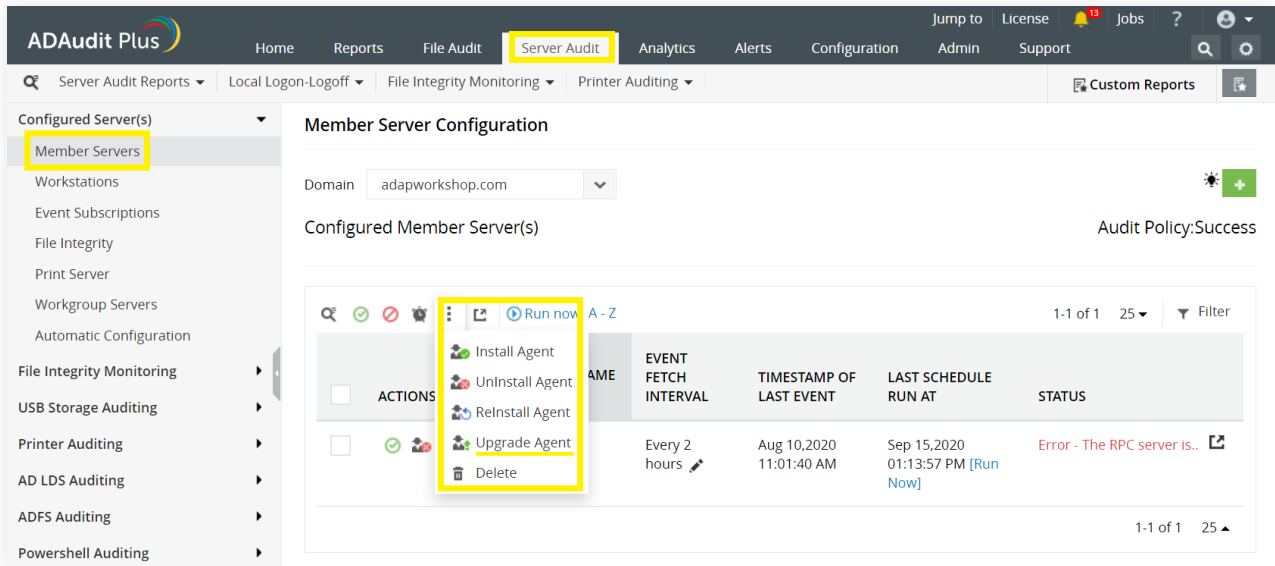 Jump to License 13 Jobs ?
ADAudit Plus
Home Reports File Audit Server Audit Analytics Alerts Configuration Admin Support
Server Audit Reports Local Logon-Logoff File Integrity Monitoring Printer Auditing Custom Reports
Configured Server(s)
Member Servers
Workstations
Event Subscriptions
File Integrity
Print Server
Workgroup Servers
Automatic Configuration
File Integrity Monitoring
USB Storage Auditing
Printer Auditing
AD LDS Auditing
ADFS Auditing
Powershell Auditing
Member Server Configuration
Domain adapworkshop.com
Configured Member Server(s) Audit Policy:Success
Run now A - Z 1-1 of 1 25 Filter
Install Agent
UnInstall Agent
ReInstall Agent
Upgrade Agent
Delete
ACTIONS
AME
EVENT
FETCH
INTERVAL
TIMESTAMP OF
LAST EVENT
LAST SCHEDULE
RUN AT
STATUS
Every 2
hours
Aug 10,2020
11:01:40 AM
Sep 15,2020
01:13:57 PM [Run
Now]
Error - The RPC server is..
1-1 of 1 25